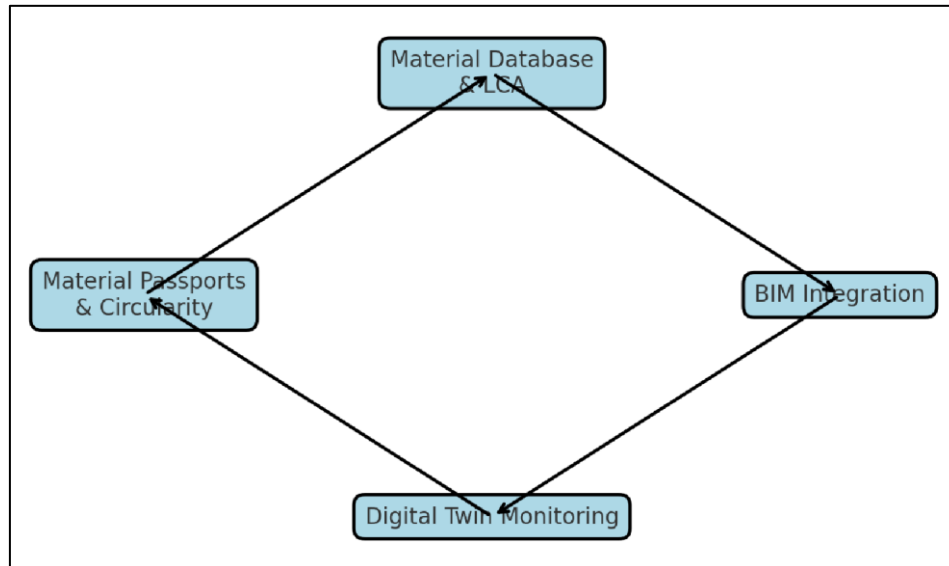 Material Database
& LCA
Material Passports
& Circularity
BIM Integration
Digital Twin Monitoring